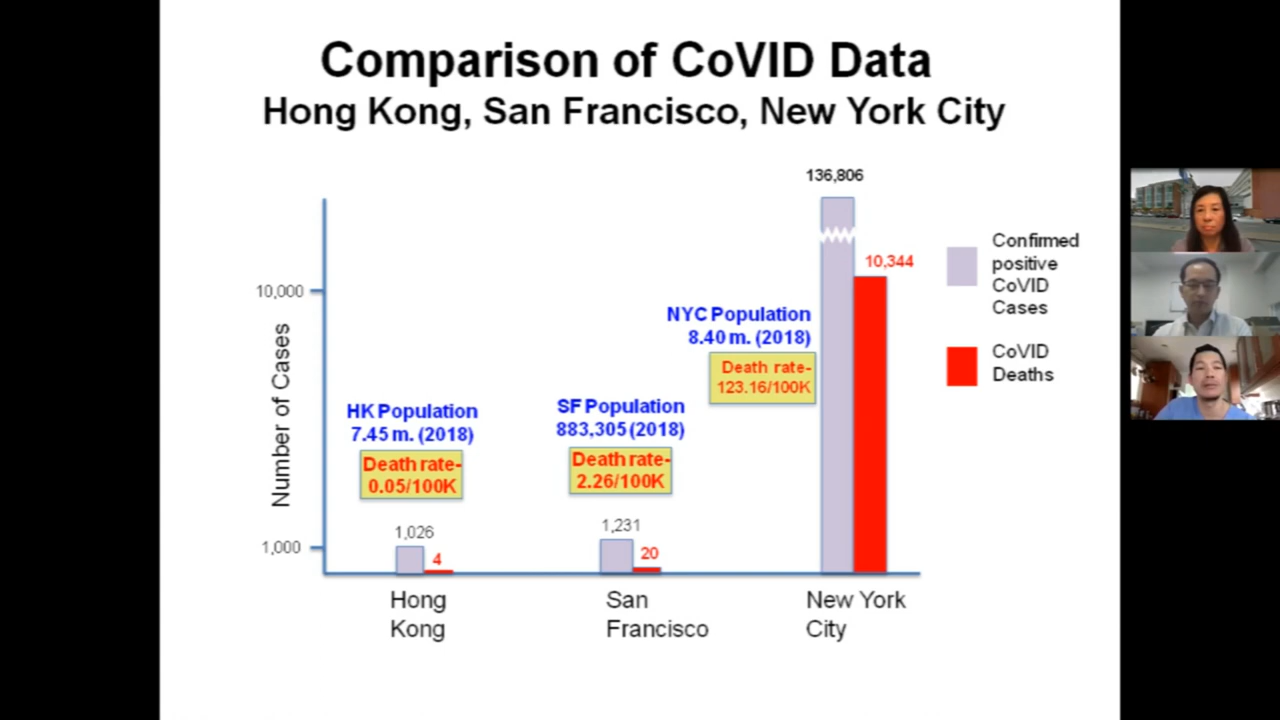 Comparison of CoVID Data
Hong Kong, San Francisco, New York City
136,806
10,344
10,000
1,000
Number of Cases
HK Population
7.45 m. (2018)
Death rate-
0.05/100K
1,026
4
SF Population
883,305 (2018)
Death rate-
2.26/100K
1,231
20
NYC Population
8.40 m. (2018)
Death rate-
123.16/100K
Confirmed
positive
CoVID
Cases
CoVID
Deaths
Hong
Kong
San
Francisco
New York
City